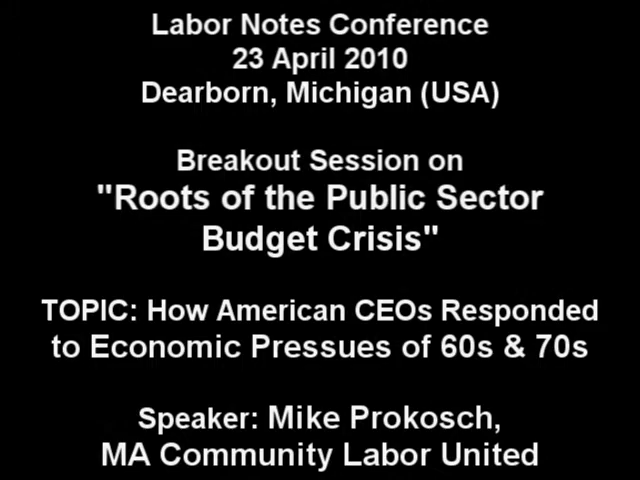 Labor Notes Conference
23 April 2010
Dearborn, Michigan (USA)
Breakout Session on
"Roots of the Public Sector
Budget Crisis"
TOPIC: How American CEOs Responded
to Economic Pressues of 60s & 70s
Speaker: Mike Prokosch,
MA Community Labor United